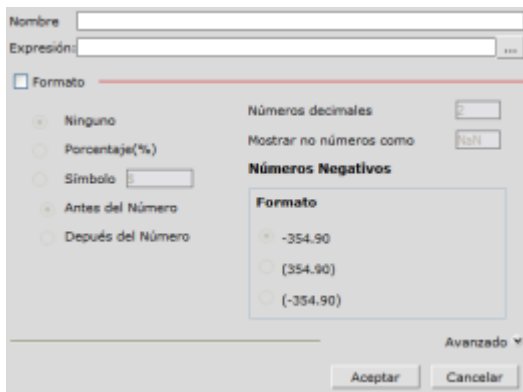 Nombre
Expresión:
...
Formato
Ninguno
Porcentaje(%)
Símbolo $
Antes del Número
Depués del Número
Números decimales 2
Mostrar no números como NaN
Números Negativos
Formato
-354.90
(354.90)
(-354.90)
Avanzado
Aceptar Cancelar